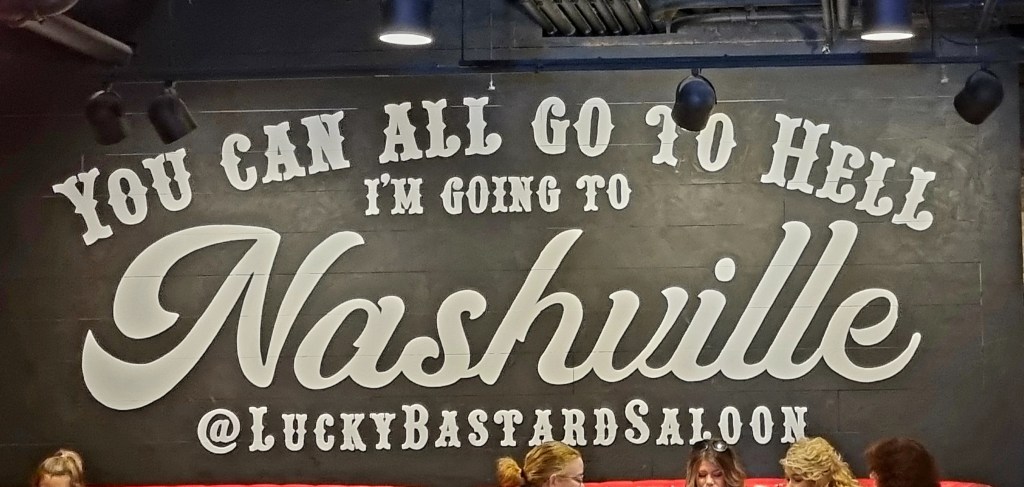 YOU CAN ALL GO TO HELL
I'M GOING TO
Nashville
@LUCKYBASTARDSALOON